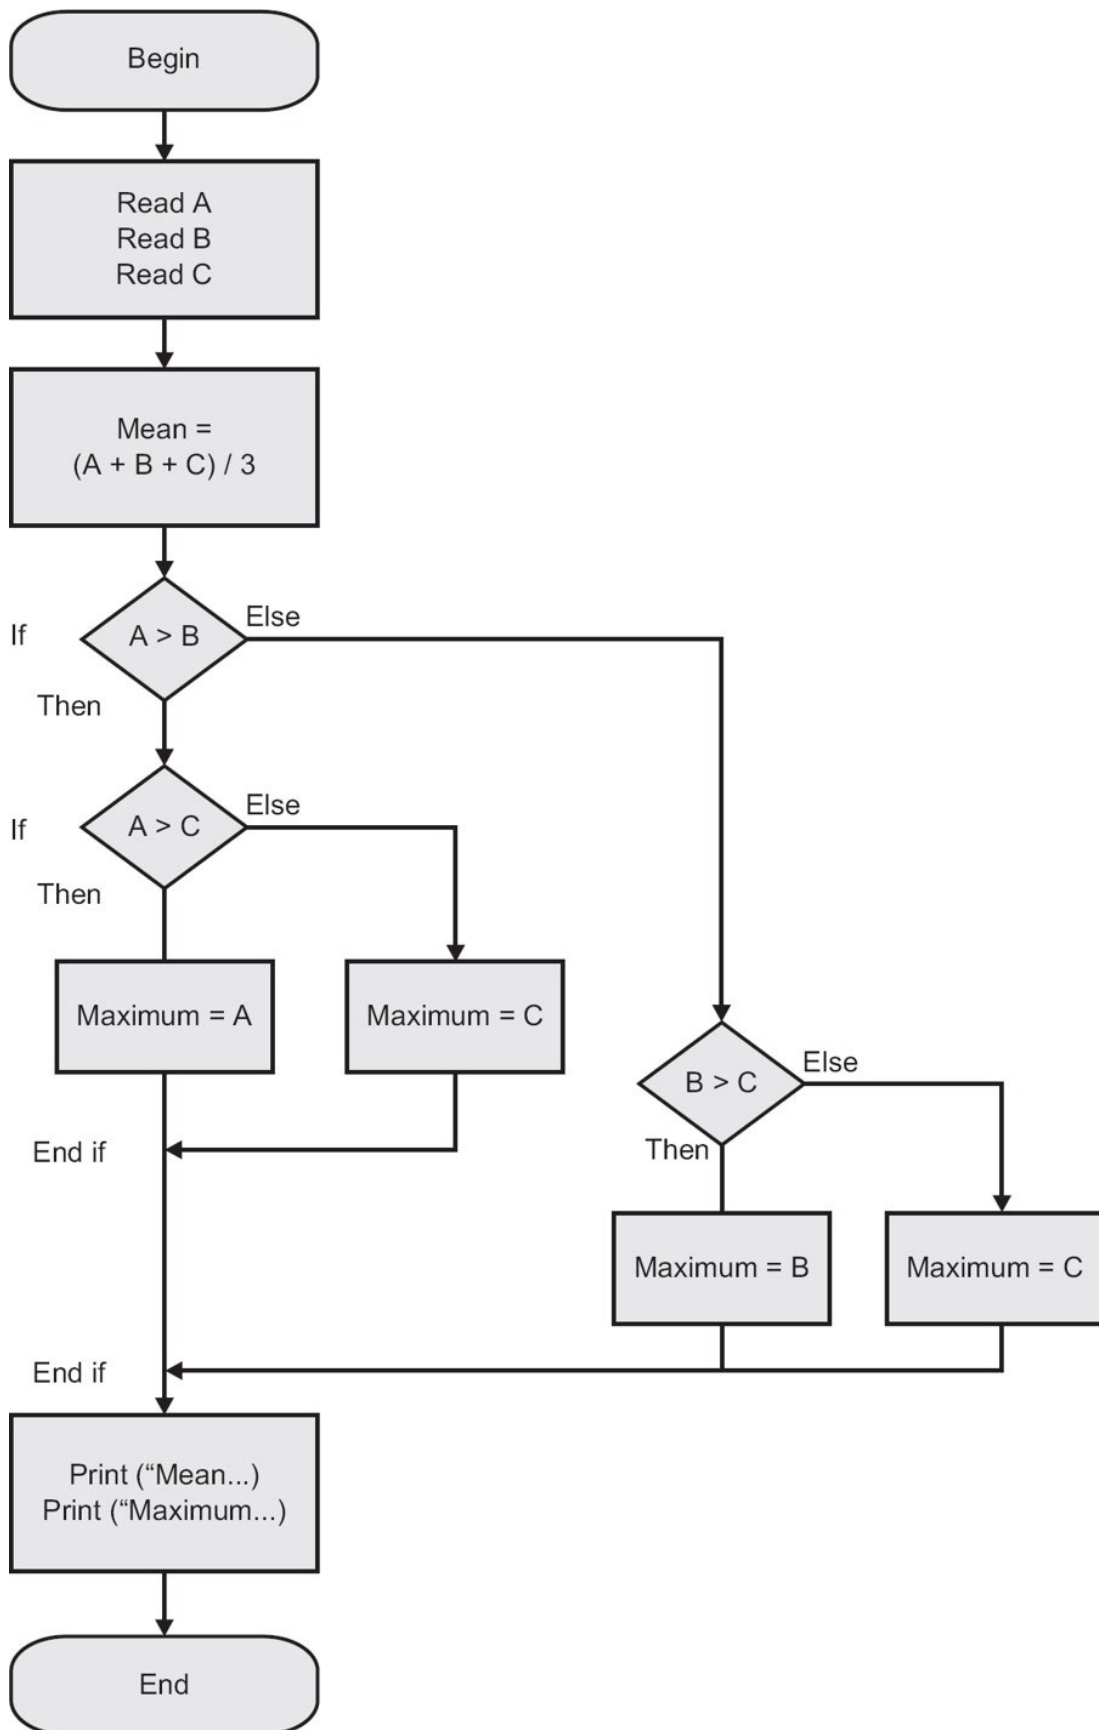 Begin
Read A
Read B
Read C
Mean =
(A + B + C) / 3
If
A > B
Else
Then
If
A > C
Else
Then
Maximum = A
Maximum = C
B > C
Else
End if
Then
Maximum = B
Maximum = C
End if
Print (“Mean...)
Print (“Maximum...)
End